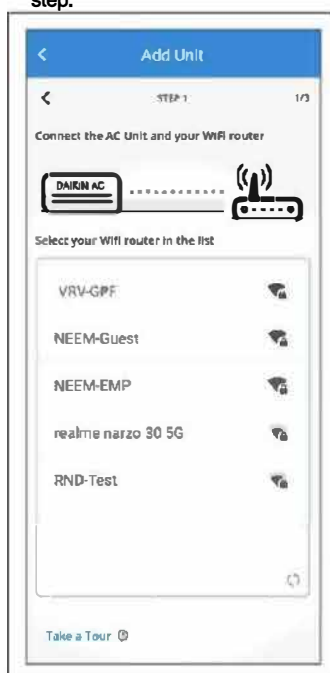 step.
Add Unit
STEP 1 1/3
Connect the AC Unit and your WiFi router
DAIKIN AC
Select your Wifi router in the list
VRV-GPF
NEEM-Guest
NEEM-EMP
realme narzo 30 5G
RND-Test
Take a Tour